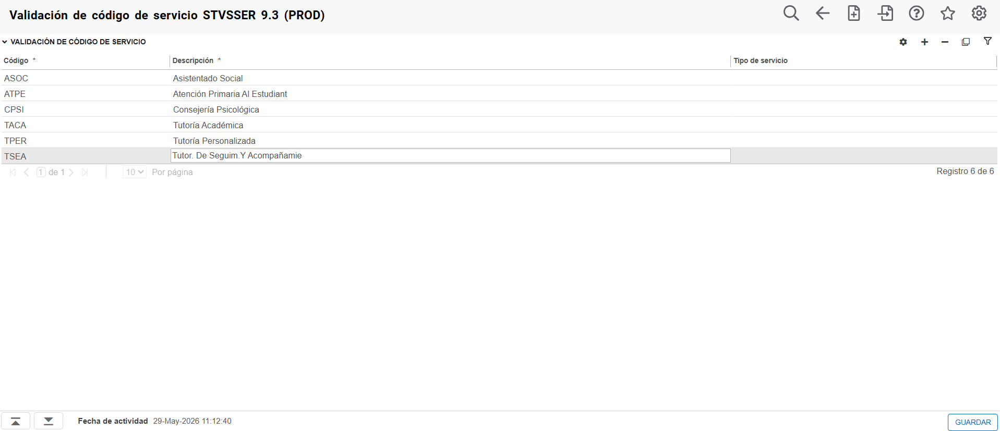 Validación de código de servicio STVSSER 9.3 (PROD)
VALIDACIÓN DE CÓDIGO DE SERVICIO
Código * Descripción * Tipo de servicio
ASOC Asistentado Social
ATPE Atención Primaria Al Estudiant
CPSI Consejería Psicológica
TACA Tutoría Académica
TPER Tutoría Personalizada
TSEA Tutor. De Seguim.Y Acompañamie
1 de 1 10 Por página Registro 6 de 6
Fecha de actividad 29-May-2026 11:12:40 GUARDAR